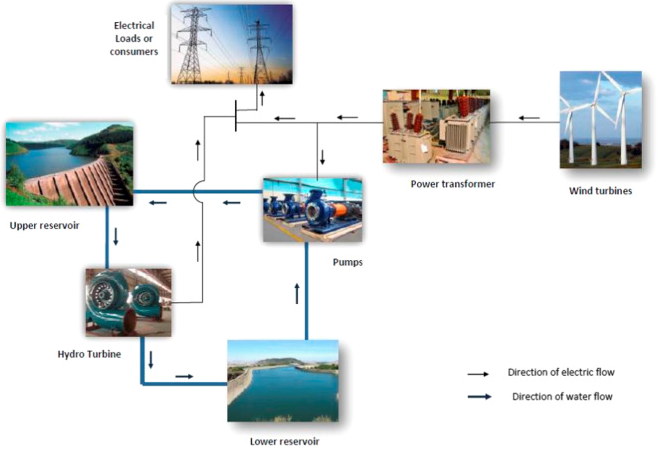 Electrical
Loads or
consumers
Power transformer
Wind turbines
Upper reservoir
Pumps
Hydro Turbine
Direction of electric flow
Direction of water flow
Lower reservoir